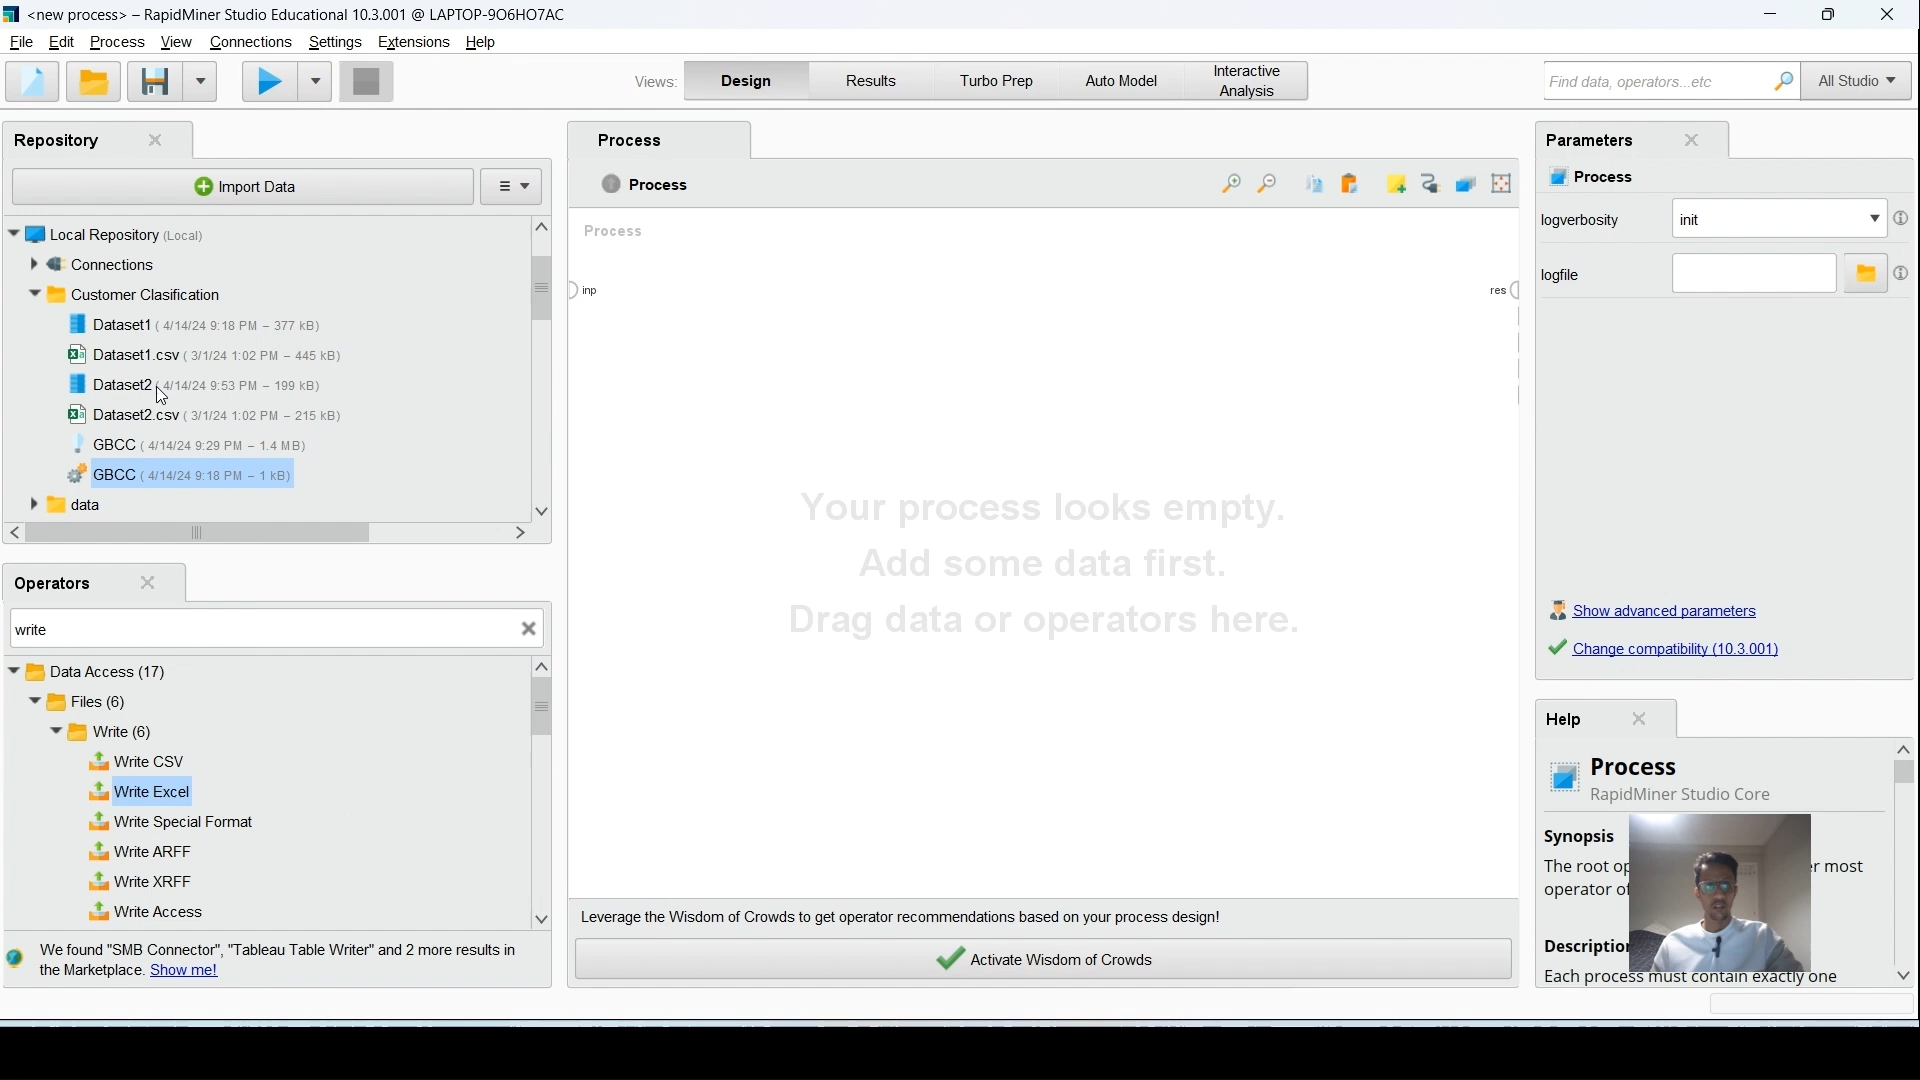 <new process> – RapidMiner Studio Educational 10.3.001 @ LAPTOP-9O6HO7AC
File Edit Process View Connections Settings Extensions Help
Views: Design Results Turbo Prep Auto Model Interactive Analysis
Find data, operators...etc
All Studio
Repository
Import Data
Local Repository (Local)
Connections
Customer Clasification
Dataset1 ( 4/14/24 9:18 PM – 377 kB)
Dataset1.csv ( 3/1/24 1:02 PM – 445 kB)
Dataset2 ( 4/14/24 9:53 PM – 199 kB)
Dataset2.csv ( 3/1/24 1:02 PM – 215 kB)
GBCC ( 4/14/24 9:29 PM – 1.4 MB)
GBCC ( 4/14/24 9:18 PM – 1 kB)
data
Operators
write
Data Access (17)
Files (6)
Write (6)
Write CSV
Write Excel
Write Special Format
Write ARFF
Write XRFF
Write Access
We found "SMB Connector", "Tableau Table Writer" and 2 more results in
the Marketplace. Show me!
Process
Process
Process
inp
res
Your process looks empty.
Add some data first.
Drag data or operators here.
Leverage the Wisdom of Crowds to get operator recommendations based on your process design!
Activate Wisdom of Crowds
Parameters
Process
logverbosity
init
logfile
Show advanced parameters
Change compatibility (10.3.001)
Help
Process
RapidMiner Studio Core
Synopsis
The root
most
operator
Description
Each process must contain exactly one